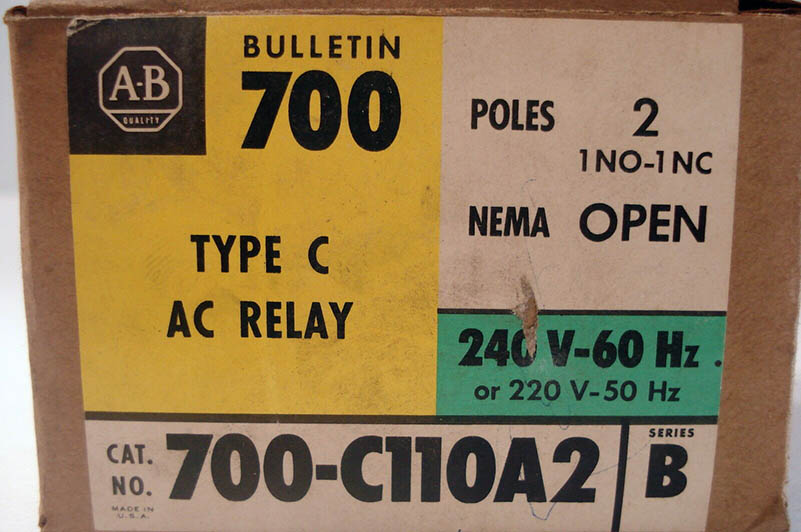 A-B
QUALITY
BULLETIN
700
TYPE C
AC RELAY
POLES 2
1NO-1NC
NEMA OPEN
240 V-60 Hz
or 220 V-50 Hz
CAT. NO. 700-C110A2
SERIES
B
MADE IN
U.S.A.